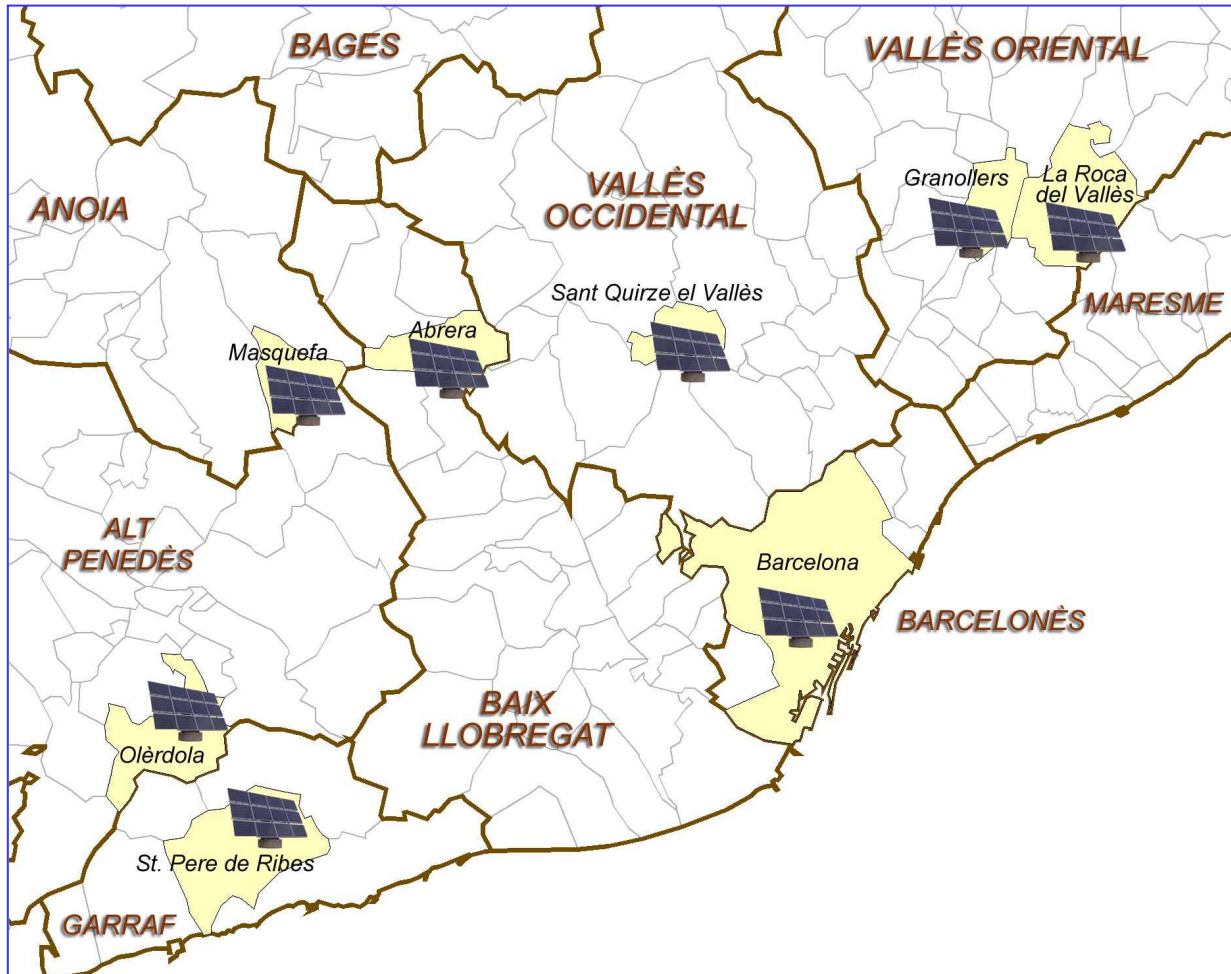 BAGES
VALLÈS ORIENTAL
Granollers
La Roca
del Vallès
ANOIA
VALLÈS
OCCIDENTAL
Sant Quirze el Vallès
MARESME
Abrera
Masquefa
ALT
PENEDÈS
Barcelona
BARCELONÈS
BAIX
LLOBREGAT
Olèrdola
St. Pere de Ribes
GARRAF